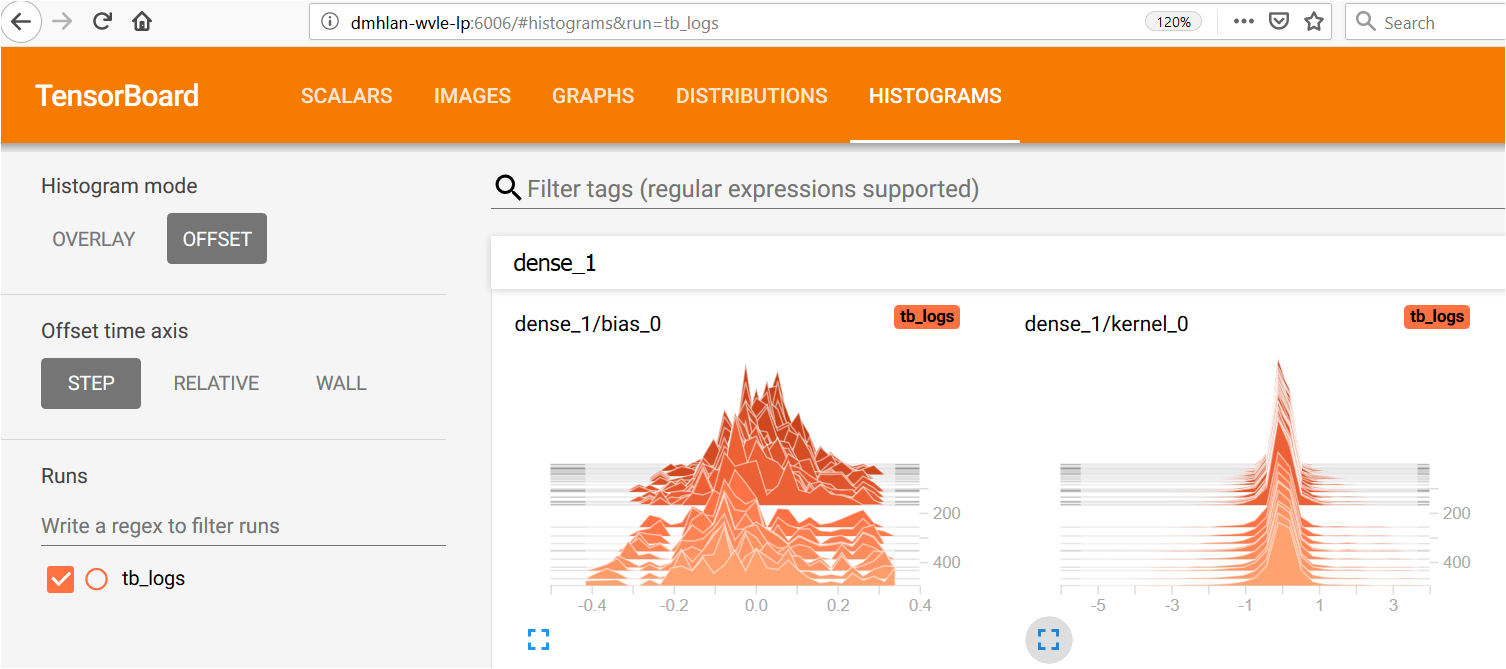 dmhlan-wvle-lp:6006/#histograms&run=tb_logs 120% Search
TensorBoard SCALARS IMAGES GRAPHS DISTRIBUTIONS HISTOGRAMS
Histogram mode
OVERLAY OFFSET
Offset time axis
STEP RELATIVE WALL
Runs
Write a regex to filter runs
tb_logs
Filter tags (regular expressions supported)
dense_1
dense_1/bias_0 tb_logs
200
400
-0.4 -0.2 0.0 0.2 0.4
dense_1/kernel_0 tb_logs
200
400
-5 -3 -1 1 3